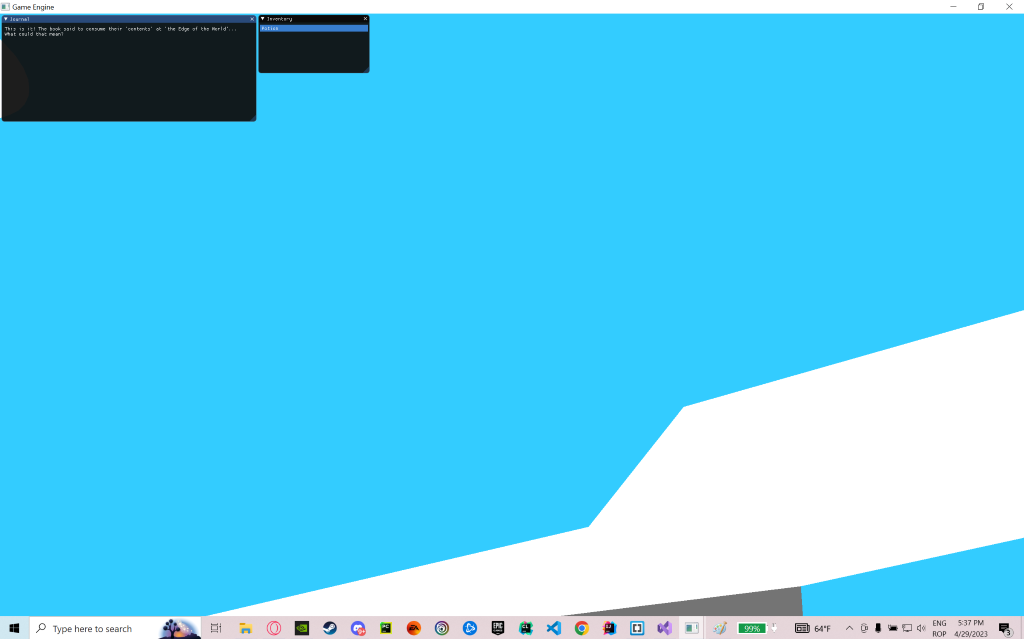 Game Engine
Journal
This is it! The book said to consume their 'contents' at 'the Edge of the World'...
What could that mean?
Inventory
Potion
Type here to search
99%
64°F
ENG
ROP
5:37 PM
4/29/2023
3